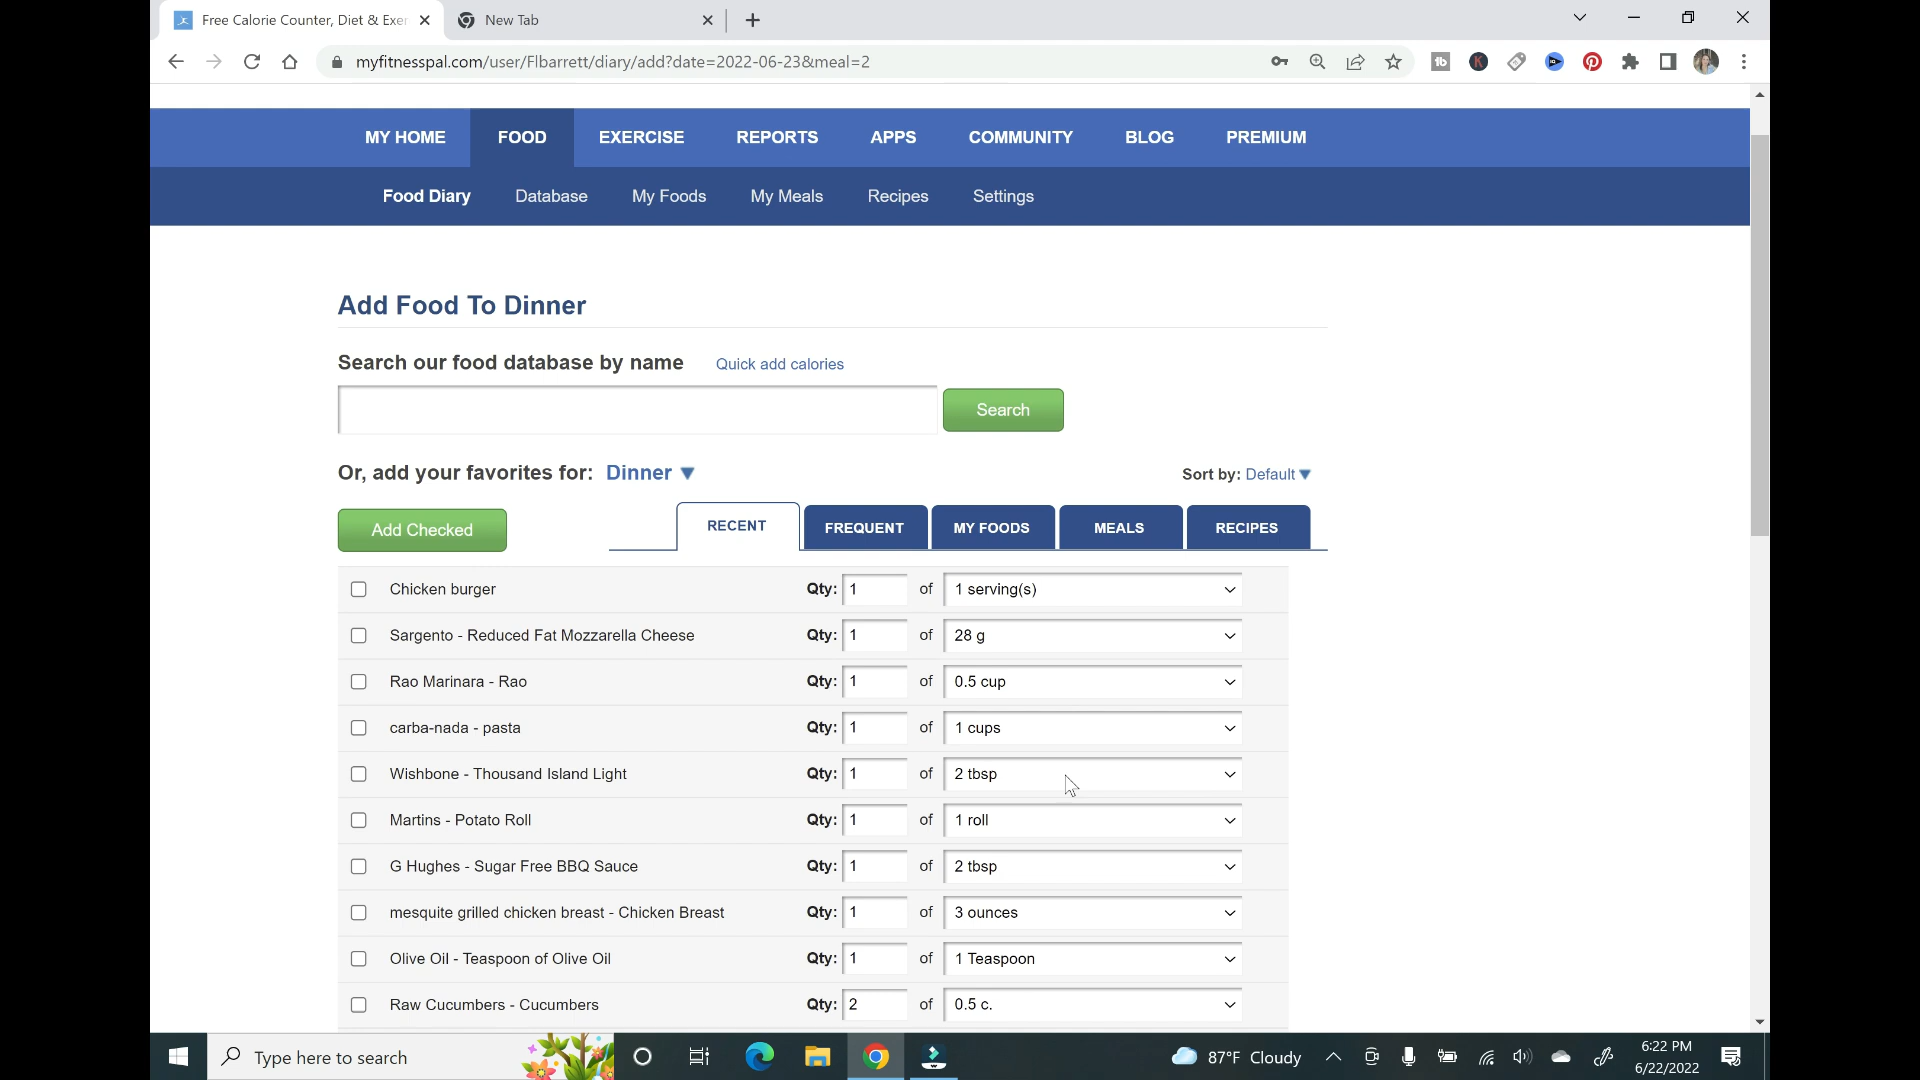 Free Calorie Counter, Diet & Exer
New Tab
myfitnesspal.com/user/Flbarrett/diary/add?date=2022-06-23&meal=2
MY HOME FOOD EXERCISE REPORTS APPS COMMUNITY BLOG PREMIUM
Food Diary Database My Foods My Meals Recipes Settings
Add Food To Dinner
Search our food database by name Quick add calories
Search
Or, add your favorites for: Dinner ▼ Sort by: Default ▼
Add Checked RECENT FREQUENT MY FOODS MEALS RECIPES
Chicken burger Qty: 1 of 1 serving(s)
Sargento - Reduced Fat Mozzarella Cheese Qty: 1 of 28 g
Rao Marinara - Rao Qty: 1 of 0.5 cup
carba-nada - pasta Qty: 1 of 1 cups
Wishbone - Thousand Island Light Qty: 1 of 2 tbsp
Martins - Potato Roll Qty: 1 of 1 roll
G Hughes - Sugar Free BBQ Sauce Qty: 1 of 2 tbsp
mesquite grilled chicken breast - Chicken Breast Qty: 1 of 3 ounces
Olive Oil - Teaspoon of Olive Oil Qty: 1 of 1 Teaspoon
Raw Cucumbers - Cucumbers Qty: 2 of 0.5 c.
Type here to search
87°F Cloudy
6:22 PM
6/22/2022